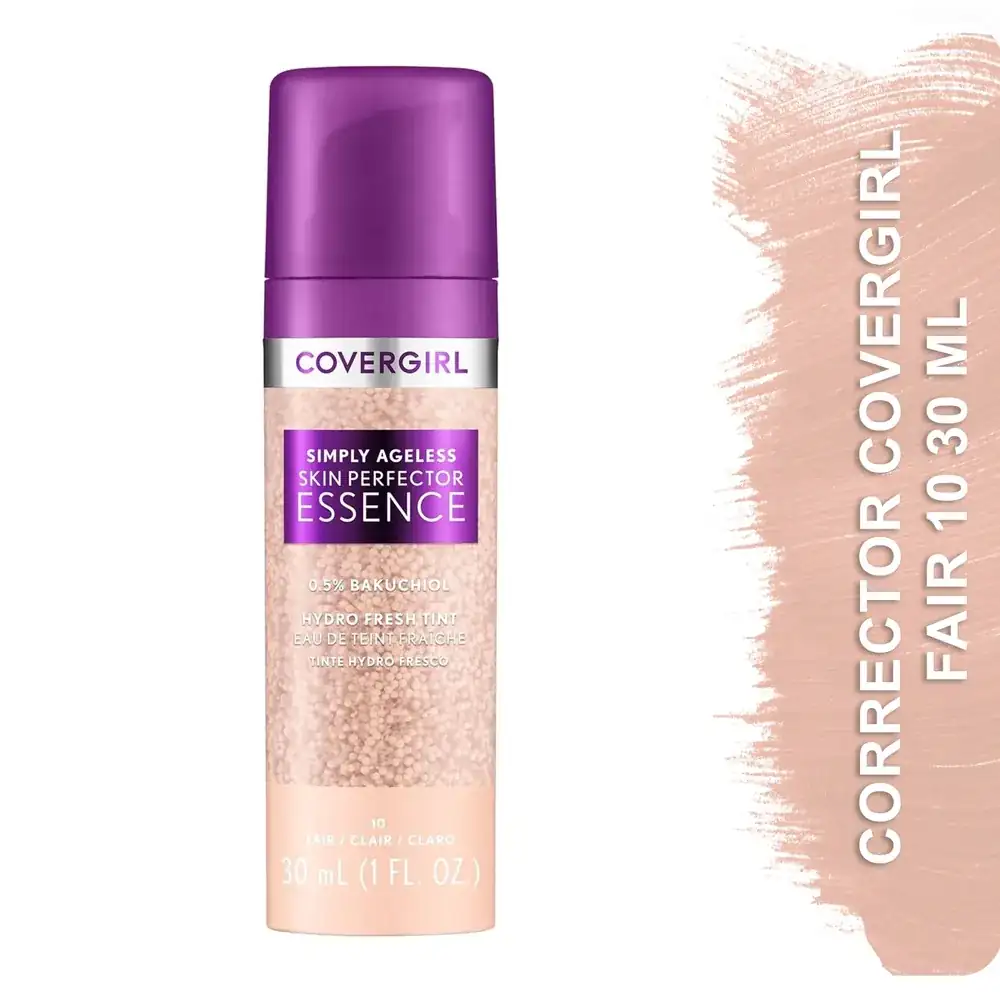 COVERGIRL
SIMPLY AGELESS
SKIN PERFECTOR
ESSENCE
0.5% BAKUCHIOL
HYDRO FRESH TINT
EAU DE TEINT FRAÎCHE
TINTE HYDRO FRESCO
10
FAIR / CLAIR / CLARO
30 mL (1 FL. OZ.)
CORRECTOR COVERGIRL
FAIR 10 30 ML